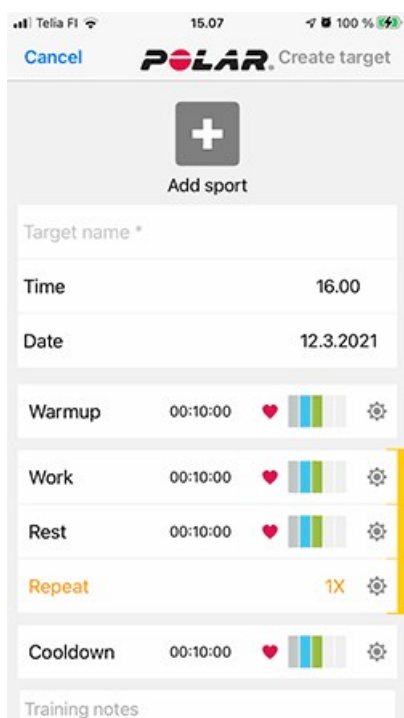 Telia FI 15.07 100 %
Cancel POLAR. Create target
Add sport
Target name *
Time 16.00
Date 12.3.2021
Warmup 00:10:00
Work 00:10:00
Rest 00:10:00
Repeat 1X
Cooldown 00:10:00
Training notes